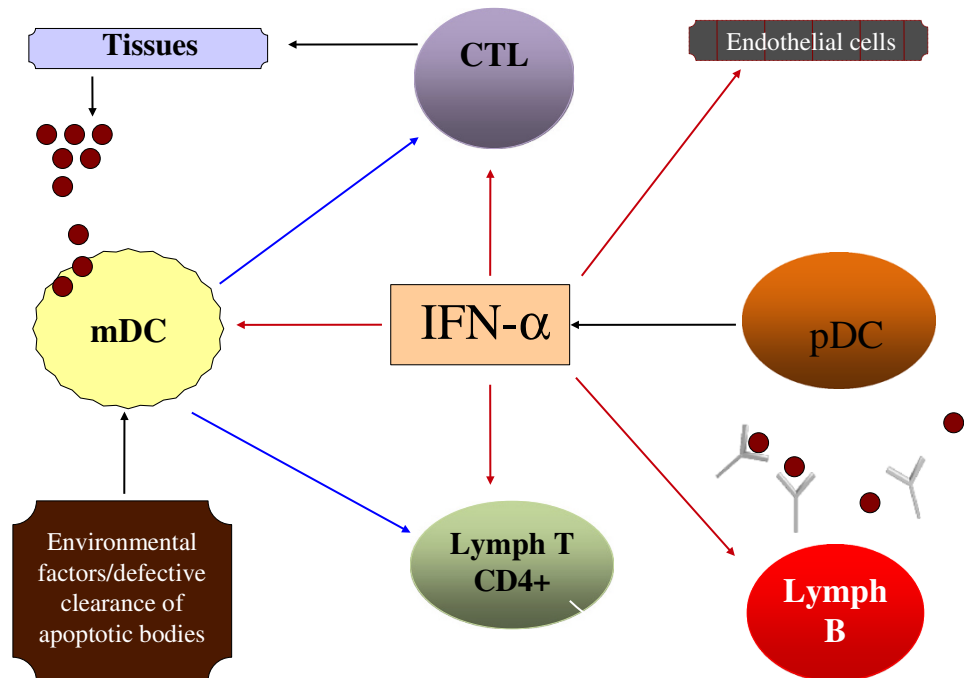 Tissues
CTL
Endothelial cells
mDC
IFN-α
pDC
Environmental
factors/defective
clearance of
apoptotic bodies
Lymph T
CD4+
Lymph
B